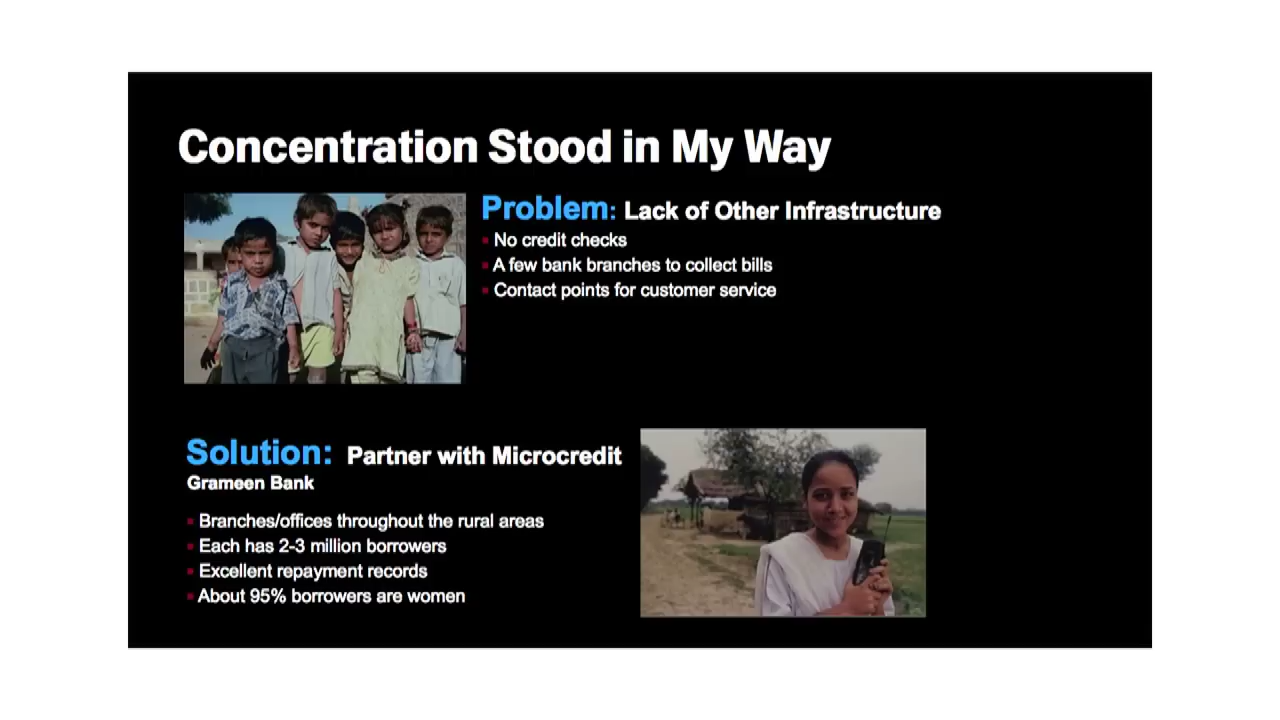 Concentration Stood in My Way
Problem: Lack of Other Infrastructure
▪ No credit checks
▪ A few bank branches to collect bills
▪ Contact points for customer service
Solution: Partner with Microcredit
Grameen Bank
▪ Branches/offices throughout the rural areas
▪ Each has 2-3 million borrowers
▪ Excellent repayment records
▪ About 95% borrowers are women